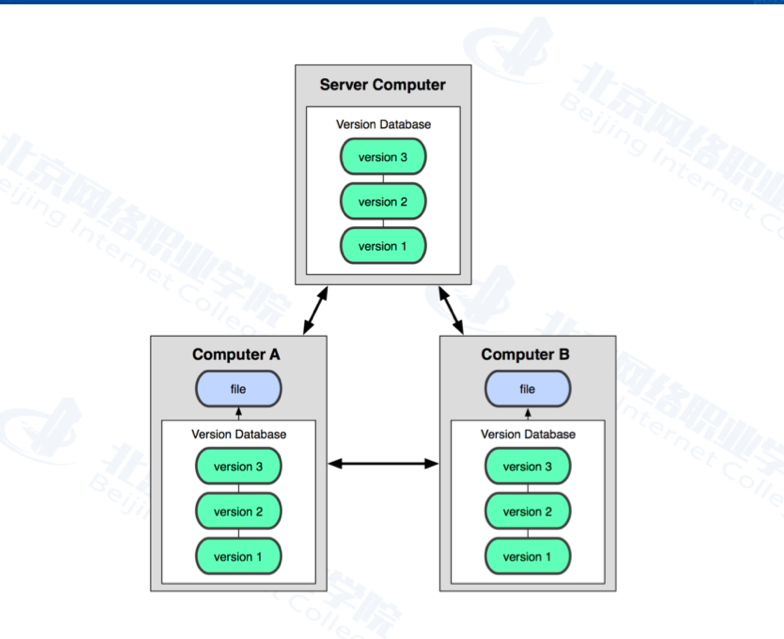 北京网络职业学院
Beijing Internet College
Server Computer
Version Database
version 3
version 2
version 1
Computer A
file
Version Database
version 3
version 2
version 1
Computer B
file
Version Database
version 3
version 2
version 1